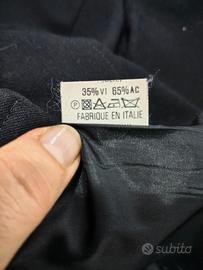 35% VI 65% AC
P
FABRIQUE EN ITALIE
subito